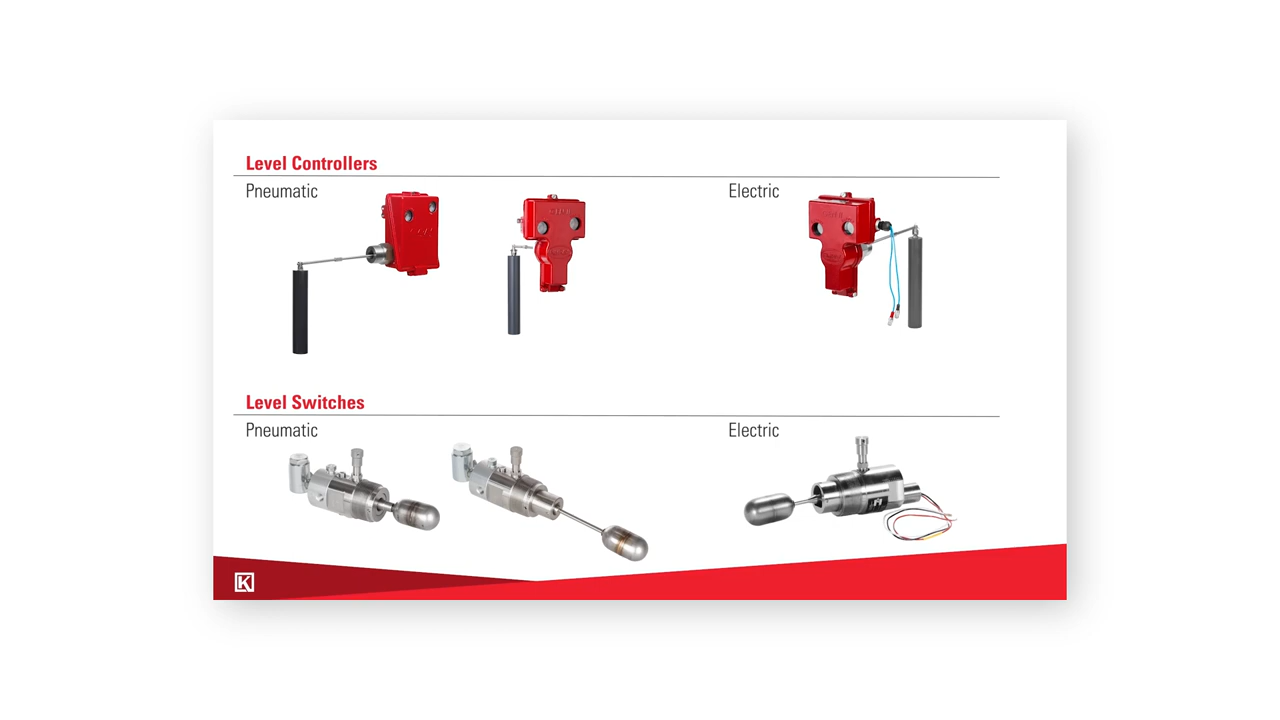 Level Controllers
Pneumatic
Electric
Level Switches
Pneumatic
Electric
K